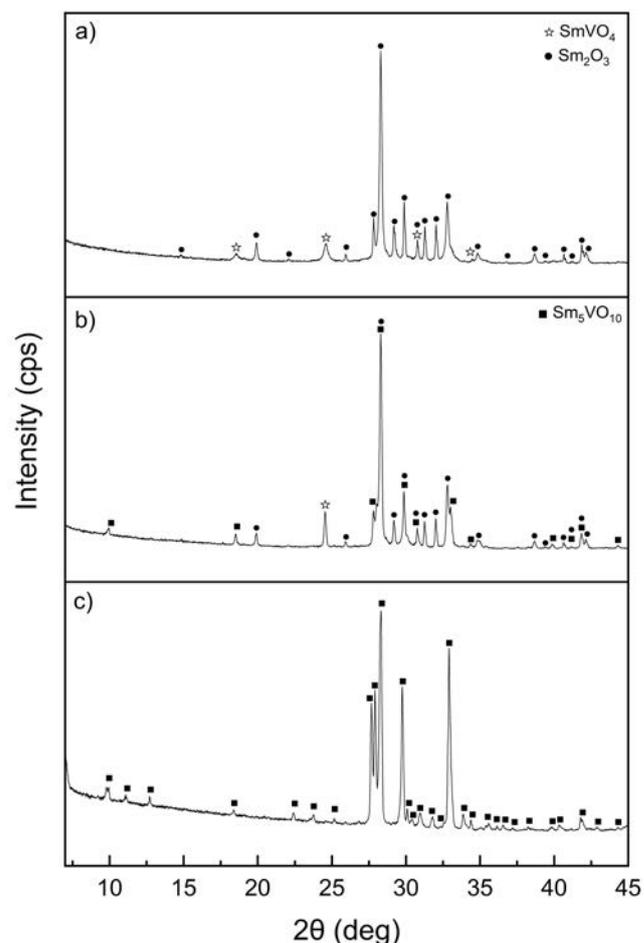 a)
☆ SmVO₄
● Sm₂O₃
b)
■ Sm₅VO₁₀
c)
Intensity (cps)
10 15 20 25 30 35 40 45
2θ (deg)